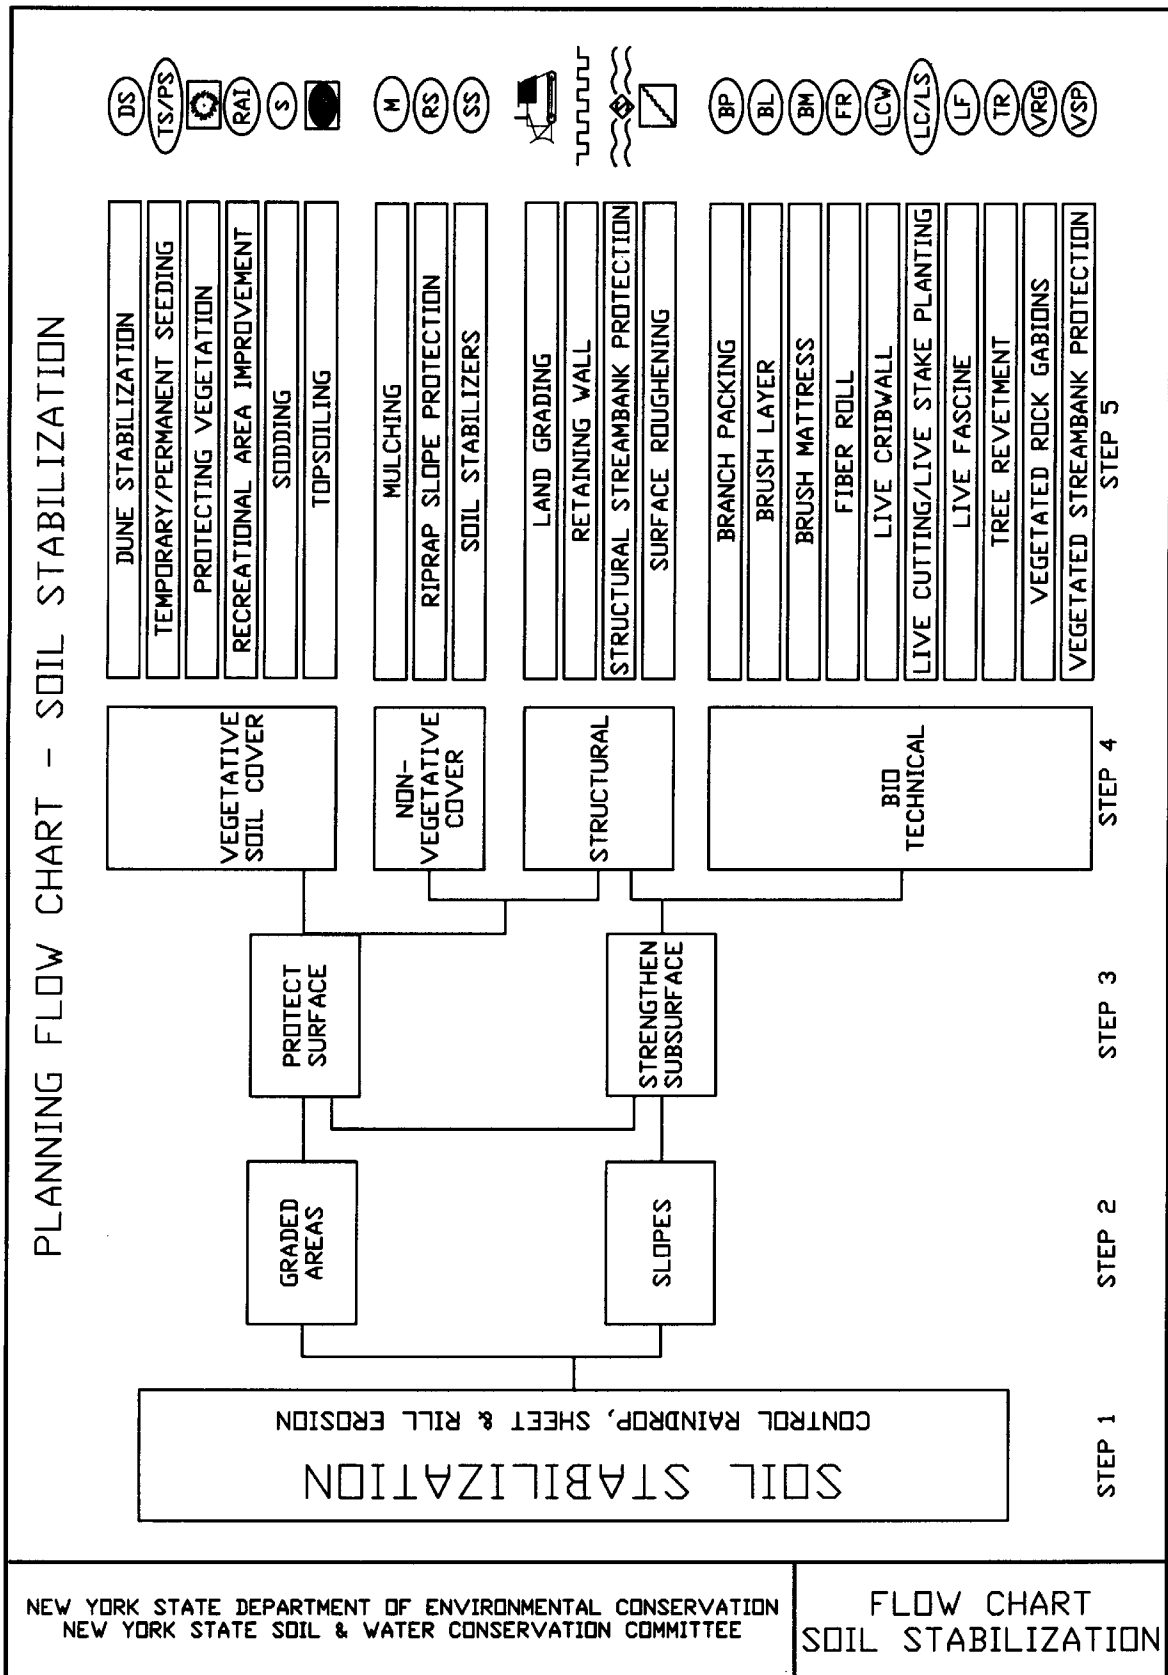 PLANNING FLOW CHART - SOIL STABILIZATION
SOIL STABILIZATION
CONTROL RAINDROP, SHEET & RILL EROSION
GRADED
AREAS
SLOPES
PROTECT
SURFACE
STRENGTHEN
SUBSURFACE
VEGETATIVE
SOIL COVER
NON-
VEGETATIVE
COVER
STRUCTURAL
BIO
TECHNICAL
DUNE STABILIZATION
DS
TEMPORARY/PERMANENT SEEDING
TS/PS
PROTECTING VEGETATION
RECREATIONAL AREA IMPROVEMENT
RAI
SODDING
S
TOPSOILING
MULCHING
M
RIPRAP SLOPE PROTECTION
RS
SOIL STABILIZERS
SS
LAND GRADING
RETAINING WALL
STRUCTURAL STREAMBANK PROTECTION
S
SURFACE ROUGHENING
BRANCH PACKING
BP
BRUSH LAYER
BL
BRUSH MATTRESS
BM
FIBER ROLL
FR
LIVE CRIBWALL
LCW
LIVE CUTTING/LIVE STAKE PLANTING
LC/LS
LIVE FASCINE
LF
TREE REVETMENT
TR
VEGETATED ROCK GABIONS
VRG
VEGETATED STREAMBANK PROTECTION
VSP
STEP 1
STEP 2
STEP 3
STEP 4
STEP 5
NEW YORK STATE DEPARTMENT OF ENVIRONMENTAL CONSERVATION
NEW YORK STATE SOIL & WATER CONSERVATION COMMITTEE
FLOW CHART
SOIL STABILIZATION